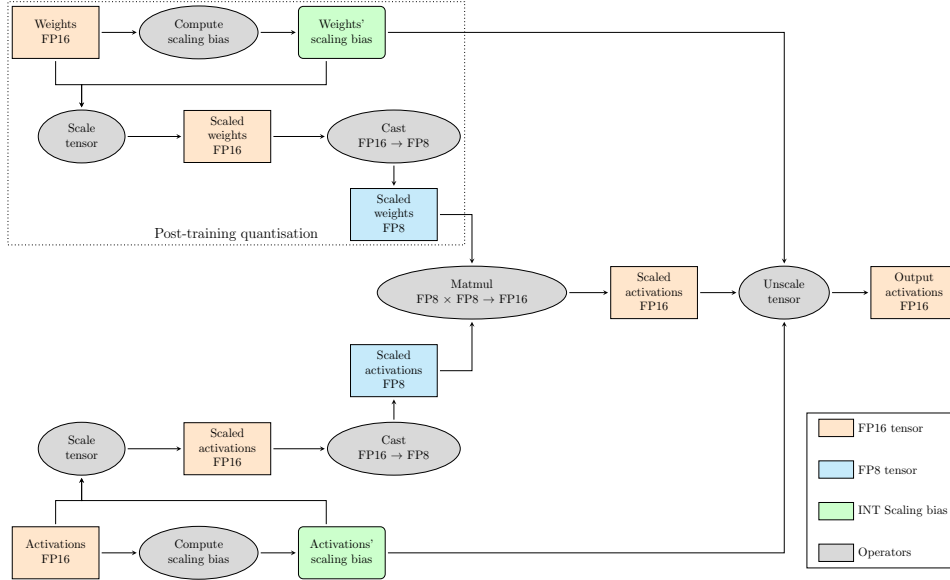 Weights
FP16
Compute
scaling bias
Weights'
scaling bias
Scale
tensor
Scaled
weights
FP16
Cast
FP16 → FP8
Scaled
weights
FP8
Post-training quantisation
Matmul
FP8 × FP8 → FP16
Scaled
activations
FP16
Unscale
tensor
Output
activations
FP16
Scaled
activations
FP8
Scale
tensor
Scaled
activations
FP16
Cast
FP16 → FP8
Activations
FP16
Compute
scaling bias
Activations'
scaling bias
FP16 tensor
FP8 tensor
INT Scaling bias
Operators